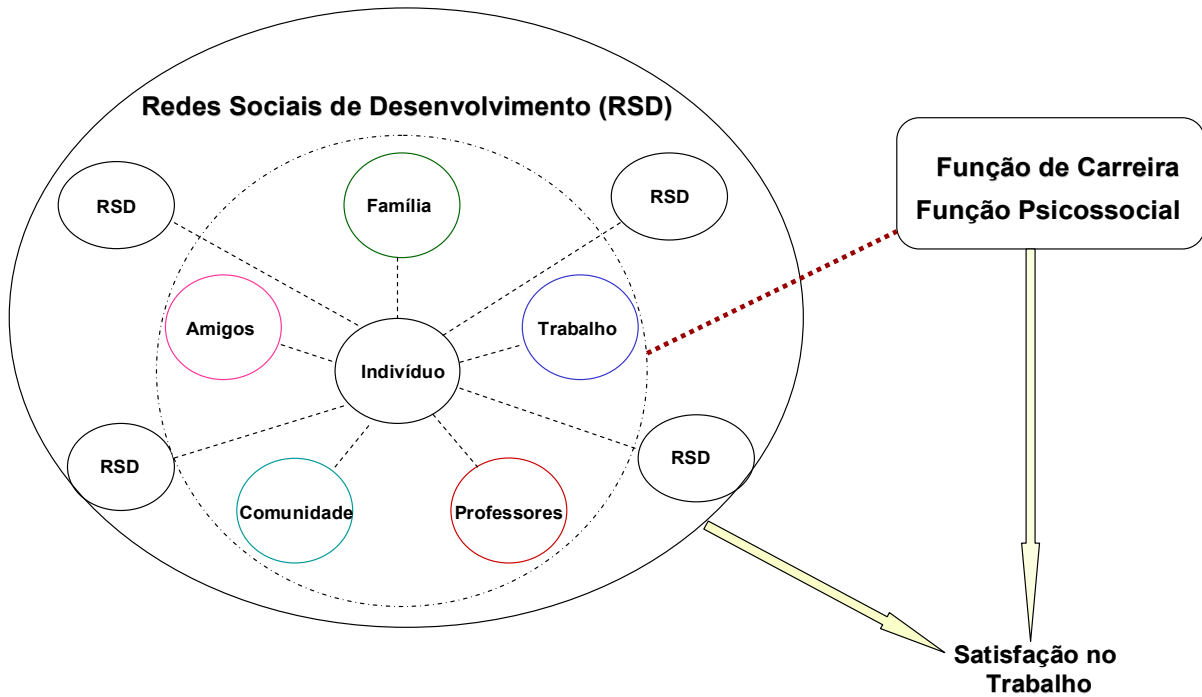 Redes Sociais de Desenvolvimento (RSD)
RSD
Família
RSD
Função de Carreira
Função Psicossocial
Amigos
Trabalho
Indivíduo
RSD
RSD
Comunidade
Professores
Satisfação no
Trabalho